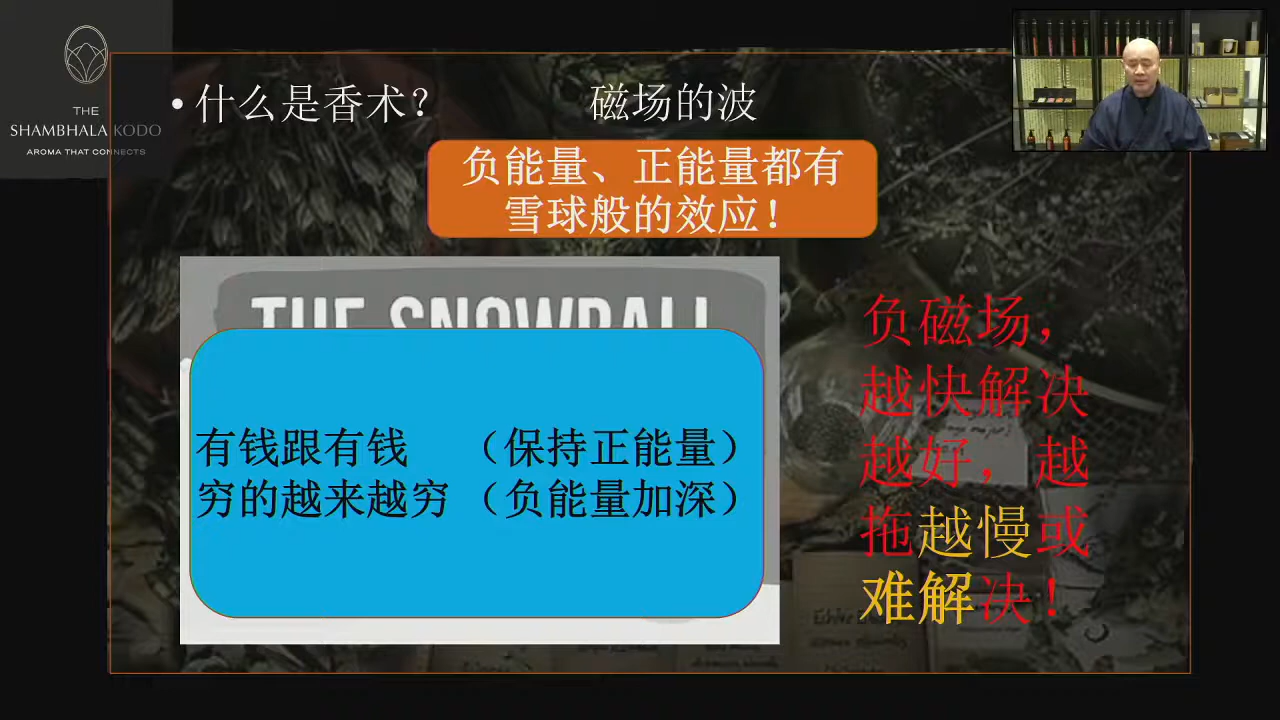 THE
SHAMBHALA KODO
AROMA THAT CONNECTS
• 什么是香术？
磁场的波
负能量、正能量都有
雪球般的效应！
THE SNOWBALL
有钱跟有钱 （保持正能量）
穷的越来越穷 （负能量加深）
负磁场，
越快解决
越好，越
拖越慢或
难解决！